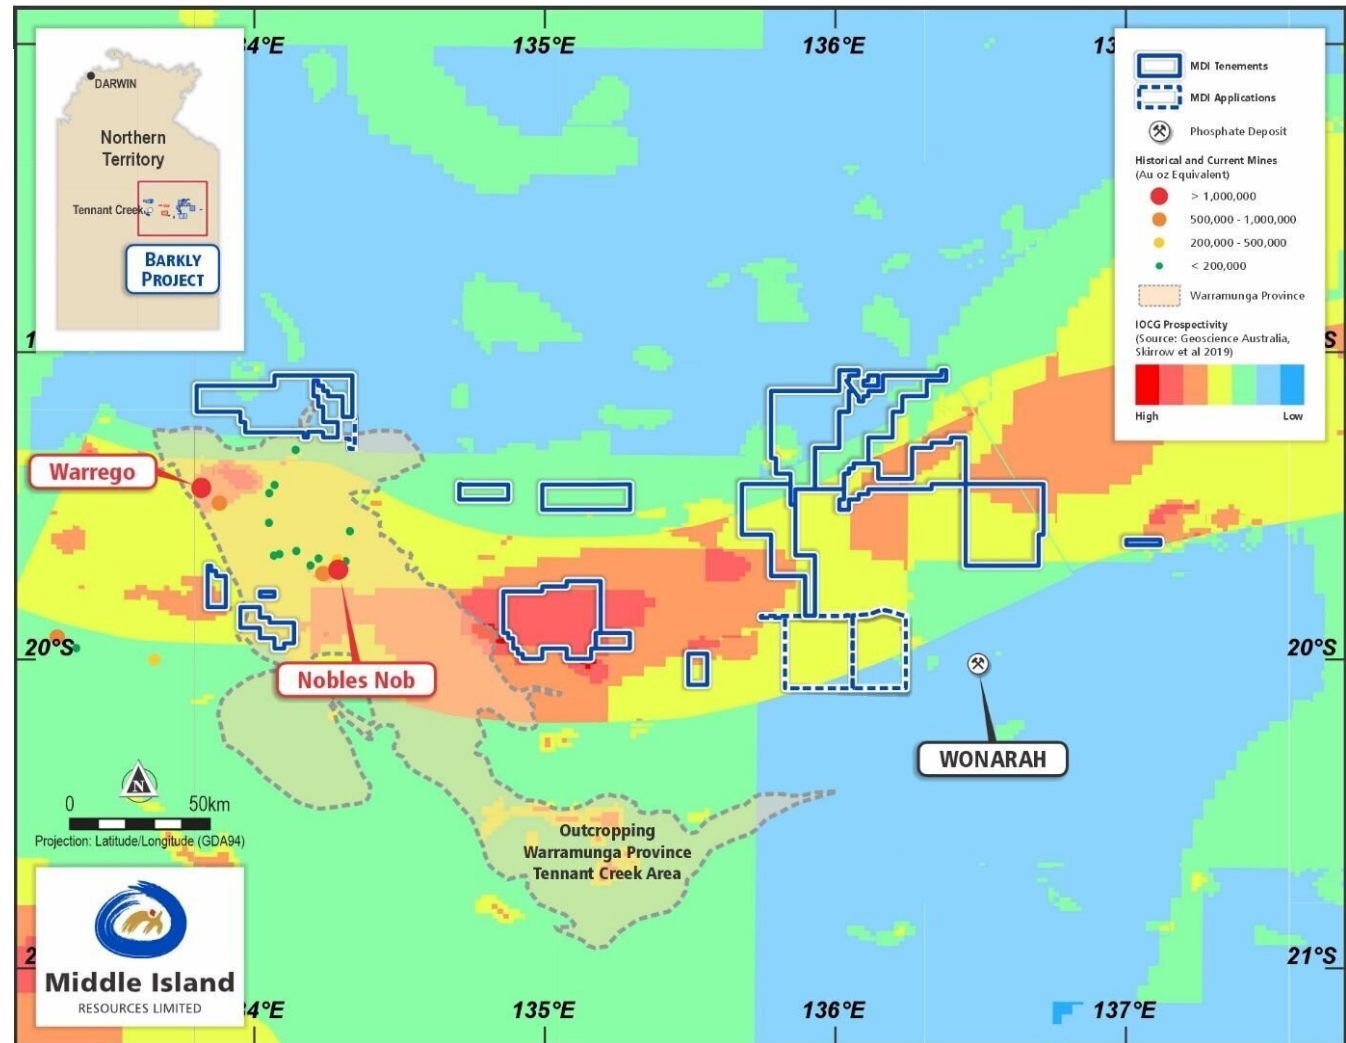 4°E
135°E
136°E
13
DARWIN
Northern
Territory
Tennant Creek
BARKLY
PROJECT
MDI Tenements
MDI Applications
Phosphate Deposit
Historical and Current Mines
(Au oz Equivalent)
> 1,000,000
500,000 - 1,000,000
200,000 - 500,000
< 200,000
Warramunga Province
IOCG Prospectivity
(Source: Geoscience Australia,
Skirrow et al 2019)
High
Low
1
S
Warrego
20°S
20°S
Nobles Nob
WONARAH
N
0
50km
Projection: Latitude/Longitude (GDA94)
Outcropping
Warramunga Province
Tennant Creek Area
2
21°S
Middle Island
RESOURCES LIMITED
4°E
135°E
136°E
137°E